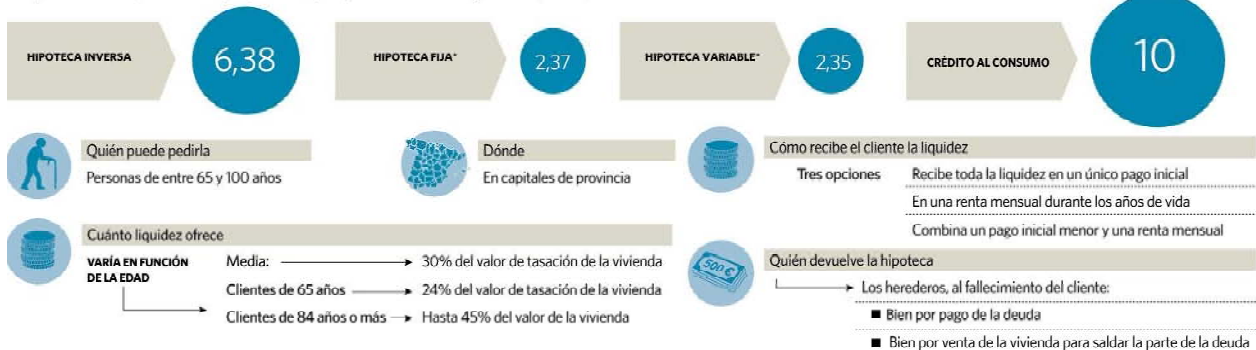 HIPOTECA INVERSA
6,38
HIPOTECA FIJA*
2,37
HIPOTECA VARIABLE*
2,35
CRÉDITO AL CONSUMO
10
Quién puede pedirla
Personas de entre 65 y 100 años
Dónde
En capitales de provincia
Cómo recibe el cliente la liquidez
Tres opciones
Recibe toda la liquidez en un único pago inicial
En una renta mensual durante los años de vida
Combina un pago inicial menor y una renta mensual
Cuánto liquidez ofrece
VARÍA EN FUNCIÓN
DE LA EDAD
Media: 30% del valor de tasación de la vivienda
Clientes de 65 años 24% del valor de tasación de la vivienda
Clientes de 84 años o más Hasta 45% del valor de la vivienda
500 €
Quién devuelve la hipoteca
Los herederos, al fallecimiento del cliente:
■ Bien por pago de la deuda
■ Bien por venta de la vivienda para saldar la parte de la deuda